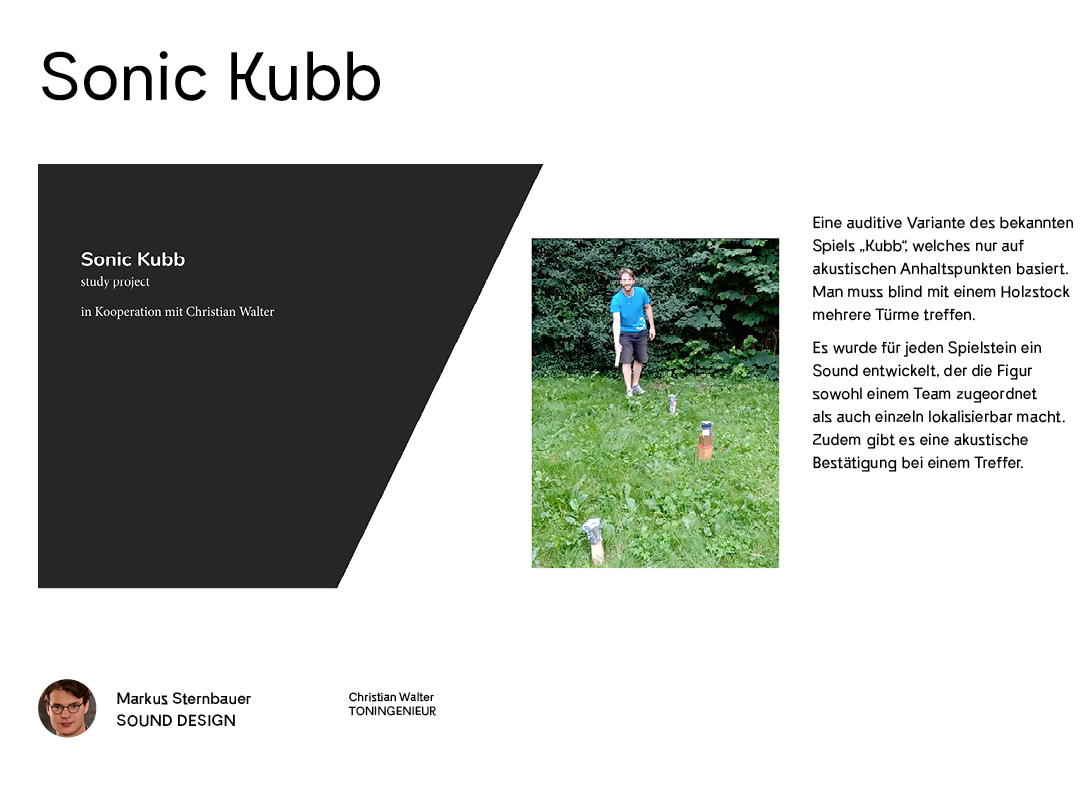 Sonic Kubb
Sonic Kubb
study project
in Kooperation mit Christian Walter
Eine auditive Variante des bekannten
Spiels „Kubb“, welches nur auf
akustischen Anhaltspunkten basiert.
Man muss blind mit einem Holzstock
mehrere Türme treffen.
Es wurde für jeden Spielstein ein
Sound entwickelt, der die Figur
sowohl einem Team zugeordnet
als auch einzeln lokalisierbar macht.
Zudem gibt es eine akustische
Bestätigung bei einem Treffer.
Markus Sternbauer
SOUND DESIGN
Christian Walter
TONINGENIEUR